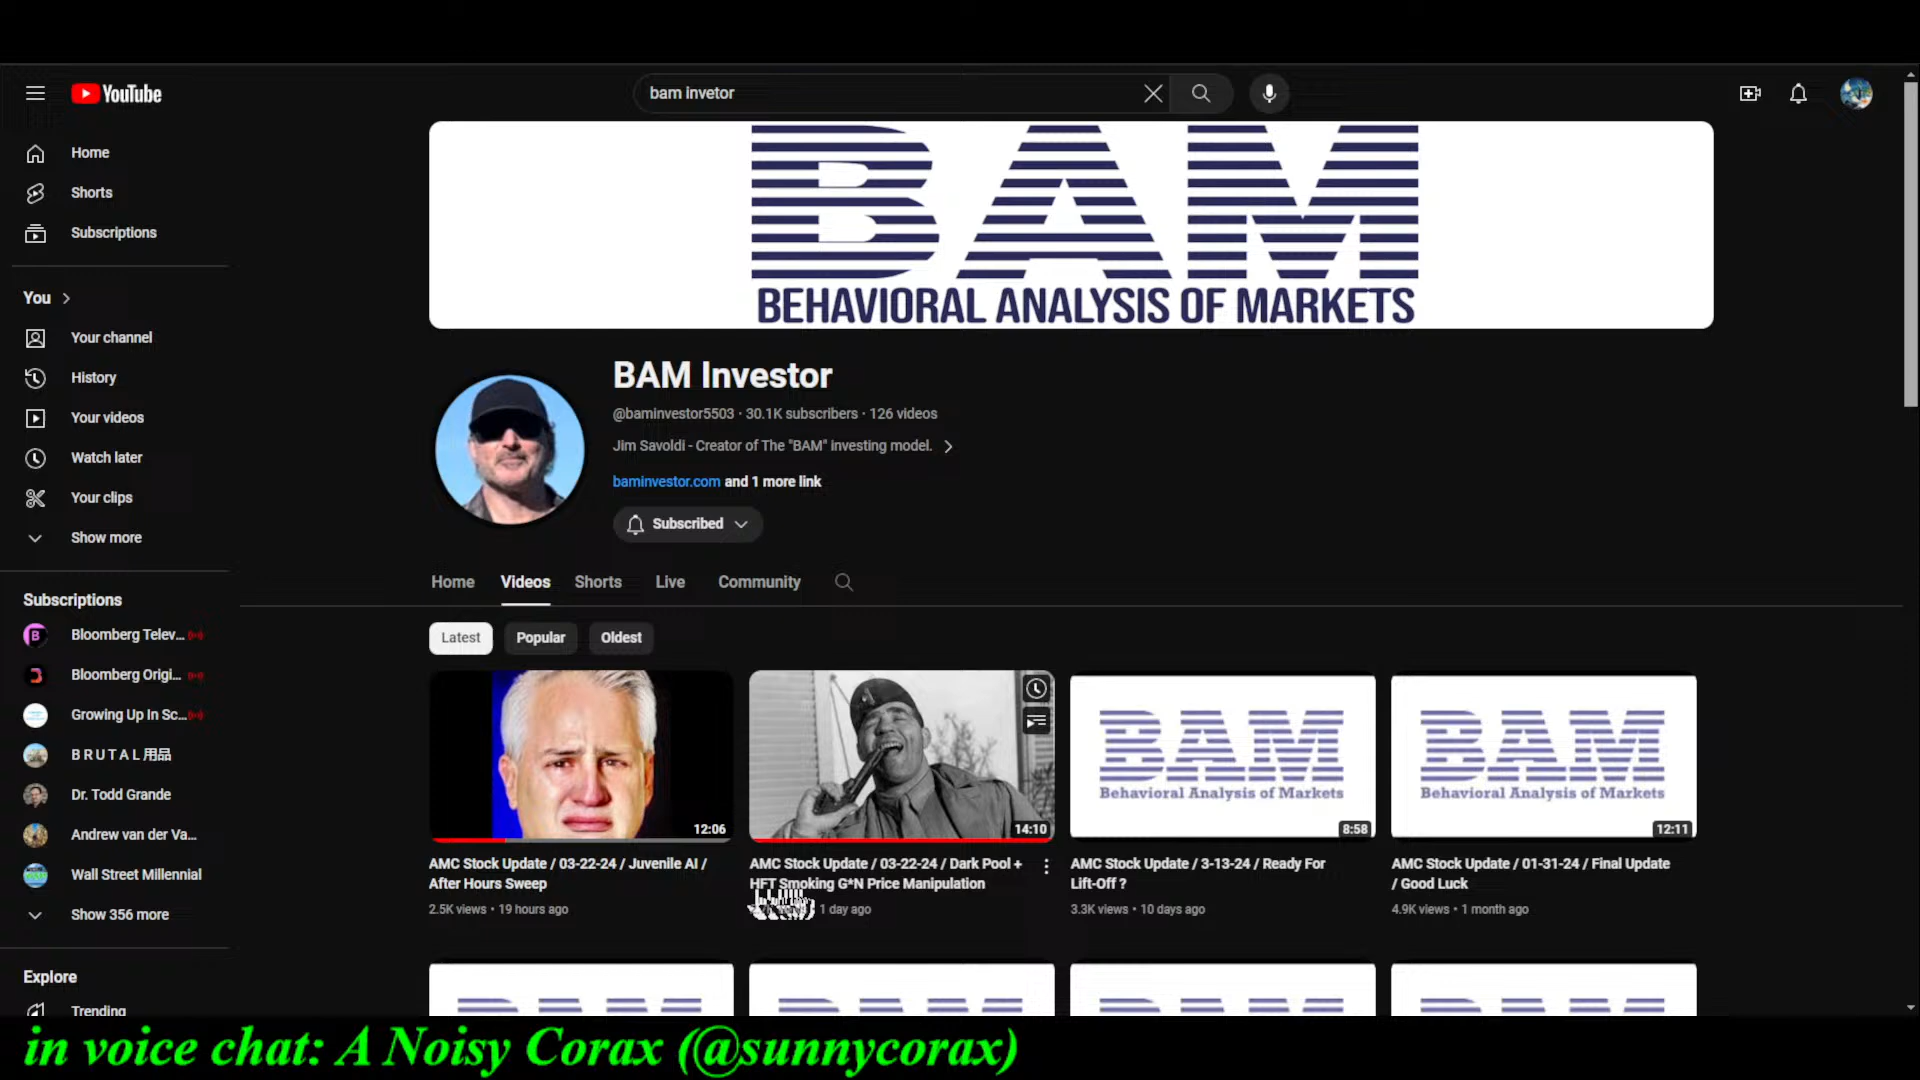 YouTube
bam invetor
Home
Shorts
Subscriptions
You
Your channel
History
Your videos
Watch later
Your clips
Show more
Subscriptions
Bloomberg Telev...
Bloomberg Origi...
Growing Up In Sc...
B R U T A L 用品
Dr. Todd Grande
Andrew van der Va...
Wall Street Millennial
Show 356 more
Explore
Trending
BAM
BEHAVIORAL ANALYSIS OF MARKETS
BAM Investor
@baminvestor5503 · 30.1K subscribers · 126 videos
Jim Savoldi - Creator of The "BAM" investing model.
baminvestor.com and 1 more link
Subscribed
Home Videos Shorts Live Community
Latest Popular Oldest
12:06
AMC Stock Update / 03-22-24 / Juvenile AI /
After Hours Sweep
2.5K views • 19 hours ago
14:10
AMC Stock Update / 03-22-24 / Dark Pool +
HFT Smoking G*N Price Manipulation
1 day ago
BAM
Behavioral Analysis of Markets
8:58
AMC Stock Update / 3-13-24 / Ready For
Lift-Off ?
3.3K views • 10 days ago
BAM
Behavioral Analysis of Markets
12:11
AMC Stock Update / 01-31-24 / Final Update
/ Good Luck
4.9K views • 1 month ago
in voice chat: A Noisy Corax (@sunnycorax)